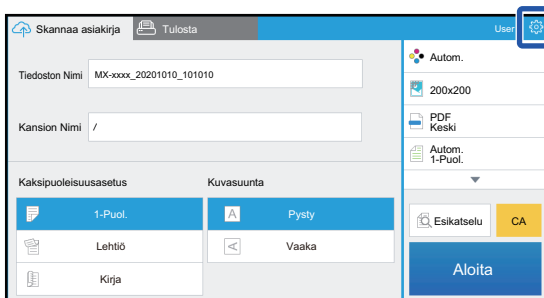 Skannaa asiakirja
Tulosta
User
Tiedoston Nimi
MX-xxxx_20201010_101010
Kansion Nimi
/
Kaksipuoleisuusasetus
Kuvasuunta
1-Puol.
A
Pysty
Lehtiö
A
Vaaka
Kirja
Autom.
200x200
PDF
Keski
Autom.
1-Puol.
Esikatselu
CA
Aloita